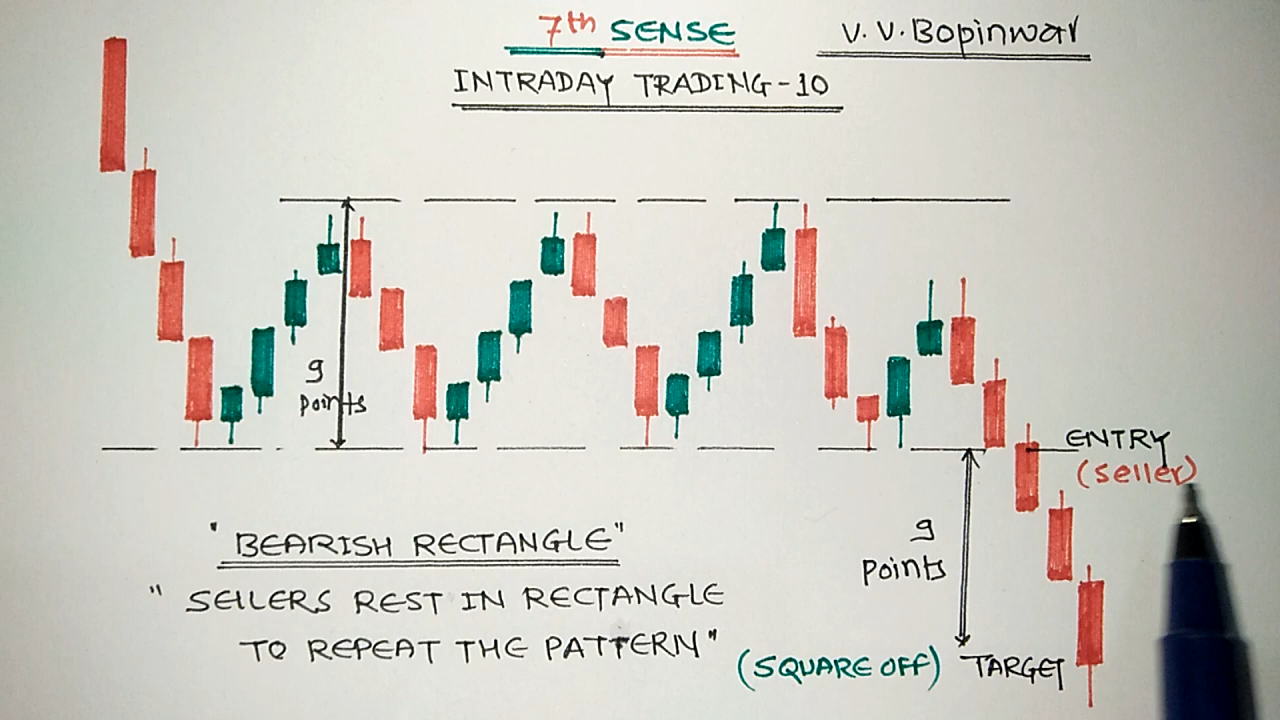 7th SENSE
V. V. Bopinwar
INTRADAY TRADING-10
9
points
ENTRY
(seller)
9
points
"BEARISH RECTANGLE"
"SELLERS REST IN RECTANGLE
TO REPEAT THE PATTERN"
(SQUARE OFF) TARGET